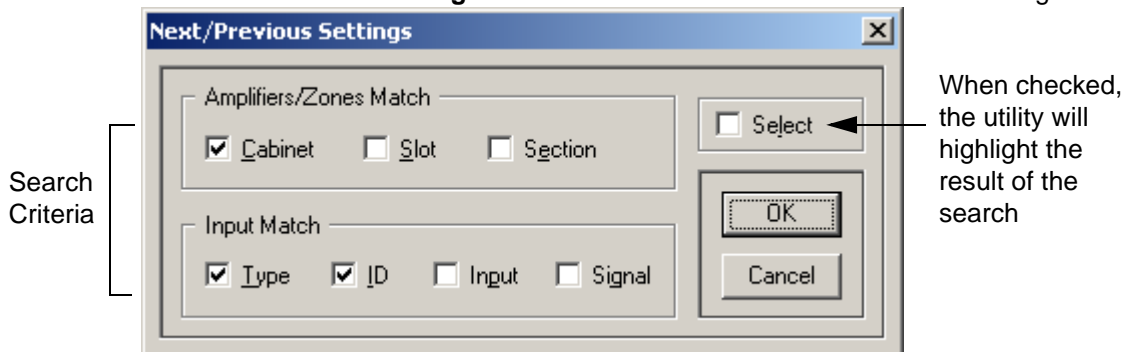 Next/Previous Settings
Amplifiers/Zones Match
Cabinet Slot Section
Select
When checked,
the utility will
highlight the
result of the
search
Search
Criteria
Input Match
Type ID Input Signal
OK
Cancel